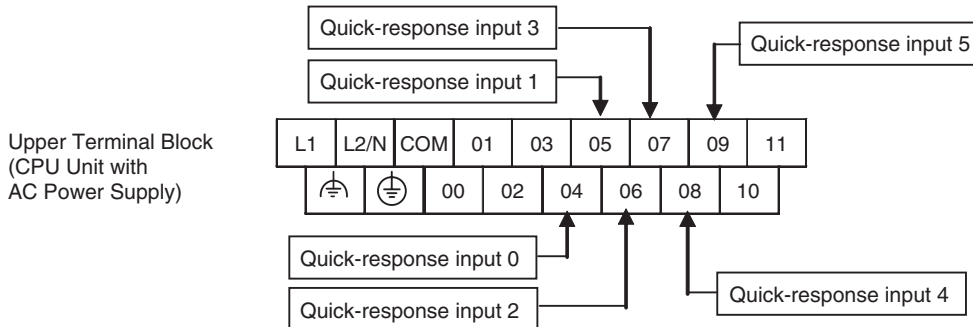 Quick-response input 3
Quick-response input 5
Quick-response input 1
Upper Terminal Block
(CPU Unit with
AC Power Supply)
L1 L2/N COM 01 03 05 07 09 11
00 02 04 06 08 10
Quick-response input 0
Quick-response input 2
Quick-response input 4